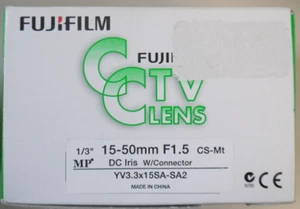 FUJIFILM
FUJI
CCTV
LENS
1/3" 15-50mm F1.5 CS-Mt
MP DC Iris W/Connector
YV3.3x15SA-SA2
MADE IN CHINA
CE